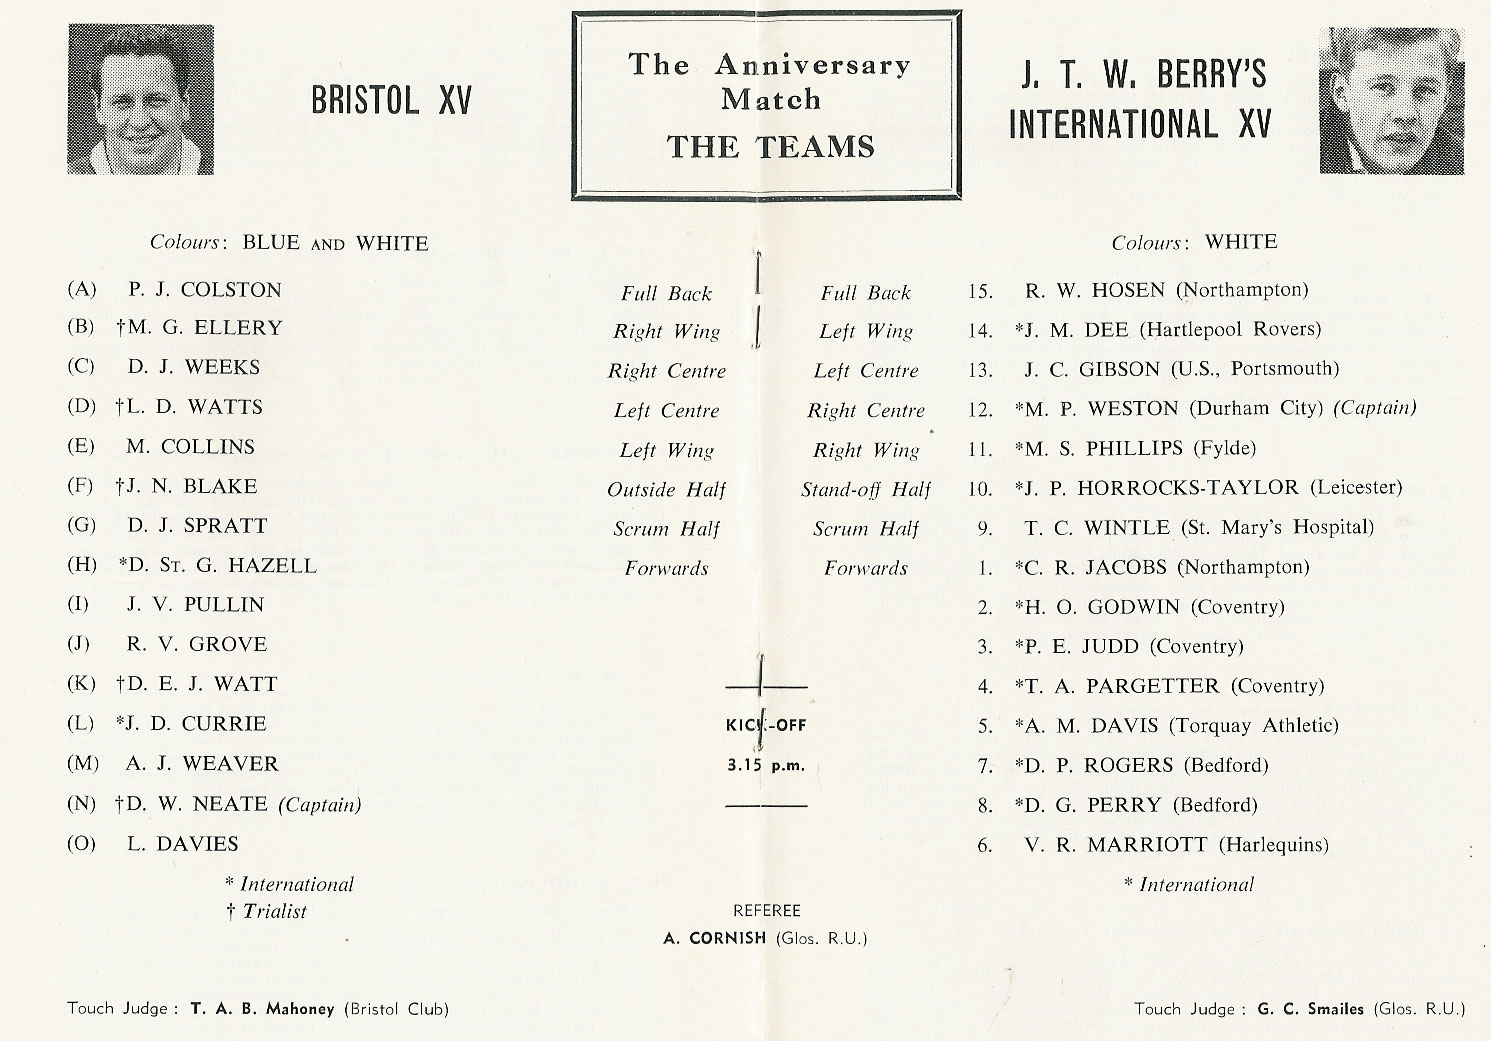 BRISTOL XV
The Anniversary
Match
THE TEAMS
J. T. W. BERRY'S
INTERNATIONAL XV
Colours: BLUE AND WHITE
Colours: WHITE
(A) P. J. COLSTON Full Back Full Back 15. R. W. HOSEN (Northampton)
(B) †M. G. ELLERY Right Wing Left Wing 14. *J. M. DEE (Hartlepool Rovers)
(C) D. J. WEEKS Right Centre Left Centre 13. J. C. GIBSON (U.S., Portsmouth)
(D) †L. D. WATTS Left Centre Right Centre 12. *M. P. WESTON (Durham City) (Captain)
(E) M. COLLINS Left Wing Right Wing 11. *M. S. PHILLIPS (Fylde)
(F) †J. N. BLAKE Outside Half Stand-off Half 10. *J. P. HORROCKS-TAYLOR (Leicester)
(G) D. J. SPRATT Scrum Half Scrum Half 9. T. C. WINTLE (St. Mary's Hospital)
(H) *D. ST. G. HAZELL Forwards Forwards 1. *C. R. JACOBS (Northampton)
(I) J. V. PULLIN 2. *H. O. GODWIN (Coventry)
(J) R. V. GROVE 3. *P. E. JUDD (Coventry)
(K) †D. E. J. WATT 4. *T. A. PARGETTER (Coventry)
(L) *J. D. CURRIE KICK-OFF 5. *A. M. DAVIS (Torquay Athletic)
(M) A. J. WEAVER 3.15 p.m. 7. *D. P. ROGERS (Bedford)
(N) †D. W. NEATE (Captain) 8. *D. G. PERRY (Bedford)
(O) L. DAVIES 6. V. R. MARRIOTT (Harlequins)
* International * International
† Trialist REFEREE
A. CORNISH (Glos. R.U.)
Touch Judge : T. A. B. Mahoney (Bristol Club) Touch Judge : G. C. Smailes (Glos. R.U.)